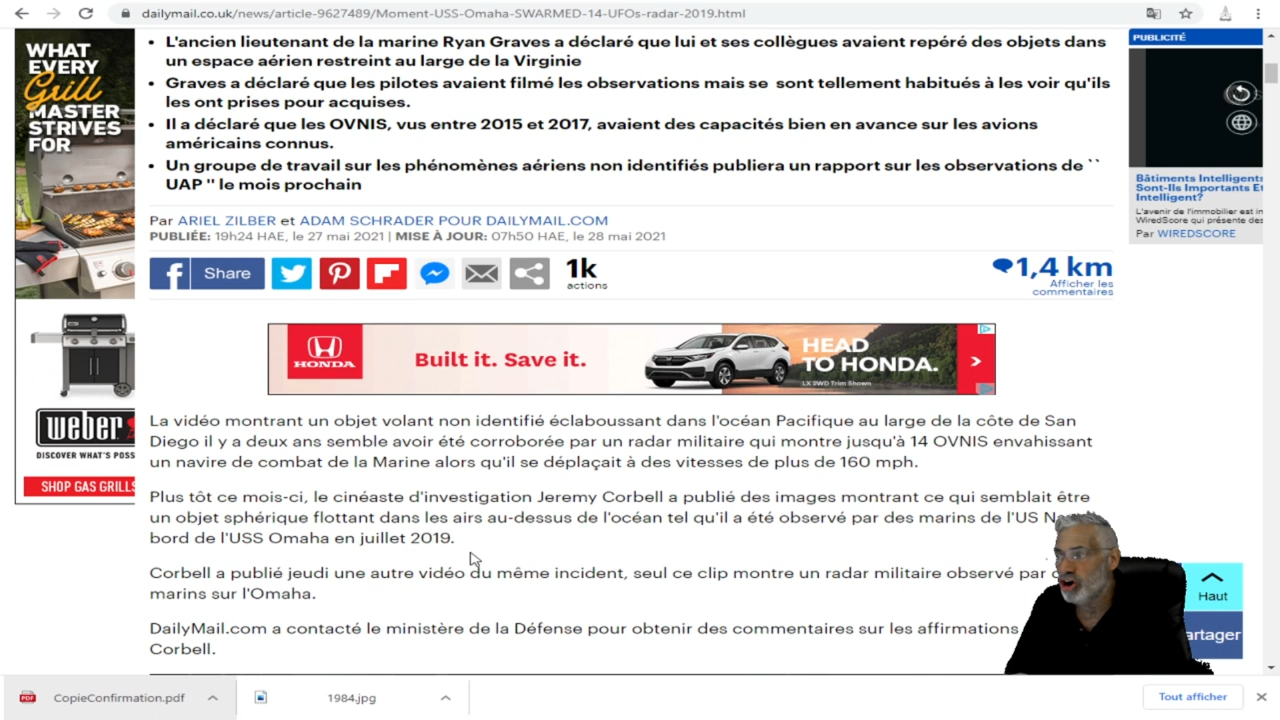 dailymail.co.uk/news/article-9627489/Moment-USS-Omaha-SWARMED-14-UFOs-radar-2019.html
WHAT
EVERY
Grill
MASTER
STRIVES
FOR
weber
DISCOVER WHAT'S POSS
SHOP GAS GRILLS
• L'ancien lieutenant de la marine Ryan Graves a déclaré que lui et ses collègues avaient repéré des objets dans
un espace aérien restreint au large de la Virginie
• Graves a déclaré que les pilotes avaient filmé les observations mais se sont tellement habitués à les voir qu'ils
les ont prises pour acquises.
• Il a déclaré que les OVNIS, vus entre 2015 et 2017, avaient des capacités bien en avance sur les avions
américains connus.
• Un groupe de travail sur les phénomènes aériens non identifiés publiera un rapport sur les observations de ``
UAP '' le mois prochain
Par ARIEL ZILBER et ADAM SCHRADER POUR DAILYMAIL.COM
PUBLIÉE: 19h24 HAE, le 27 mai 2021 | MISE À JOUR: 07h50 HAE, le 28 mai 2021
f Share
1k
actions
1,4 km
Afficher les
commentaires
HONDA
Built it. Save it.
HEAD
TO HONDA.
LX 2WD Trim Shown
La vidéo montrant un objet volant non identifié éclaboussant dans l'océan Pacifique au large de la côte de San
Diego il y a deux ans semble avoir été corroborée par un radar militaire qui montre jusqu'à 14 OVNIS envahissant
un navire de combat de la Marine alors qu'il se déplaçait à des vitesses de plus de 160 mph.
Plus tôt ce mois-ci, le cinéaste d'investigation Jeremy Corbell a publié des images montrant ce qui semblait être
un objet sphérique flottant dans les airs au-dessus de l'océan tel qu'il a été observé par des marins de l'US
bord de l'USS Omaha en juillet 2019.
Corbell a publié jeudi une autre vidéo du même incident, seul ce clip montre un radar militaire observé par
marins sur l'Omaha.
DailyMail.com a contacté le ministère de la Défense pour obtenir des commentaires sur les affirmations
Corbell.
PUBLICITÉ
Bâtiments Intelligents
Sont-Ils Importants Et
Intelligent?
L'avenir de l'immobilier est in
WiredScore qui présente des
Par WIREDSCORE
Haut
artager
PDF CopieConfirmation.pdf
1984.jpg
Tout afficher